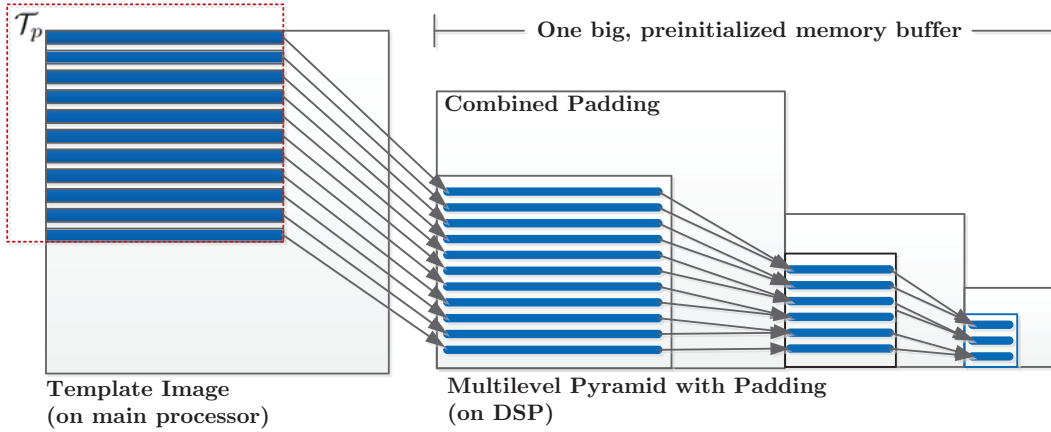 𝒯p
One big, preinitialized memory buffer
Combined Padding
Template Image
(on main processor)
Multilevel Pyramid with Padding
(on DSP)